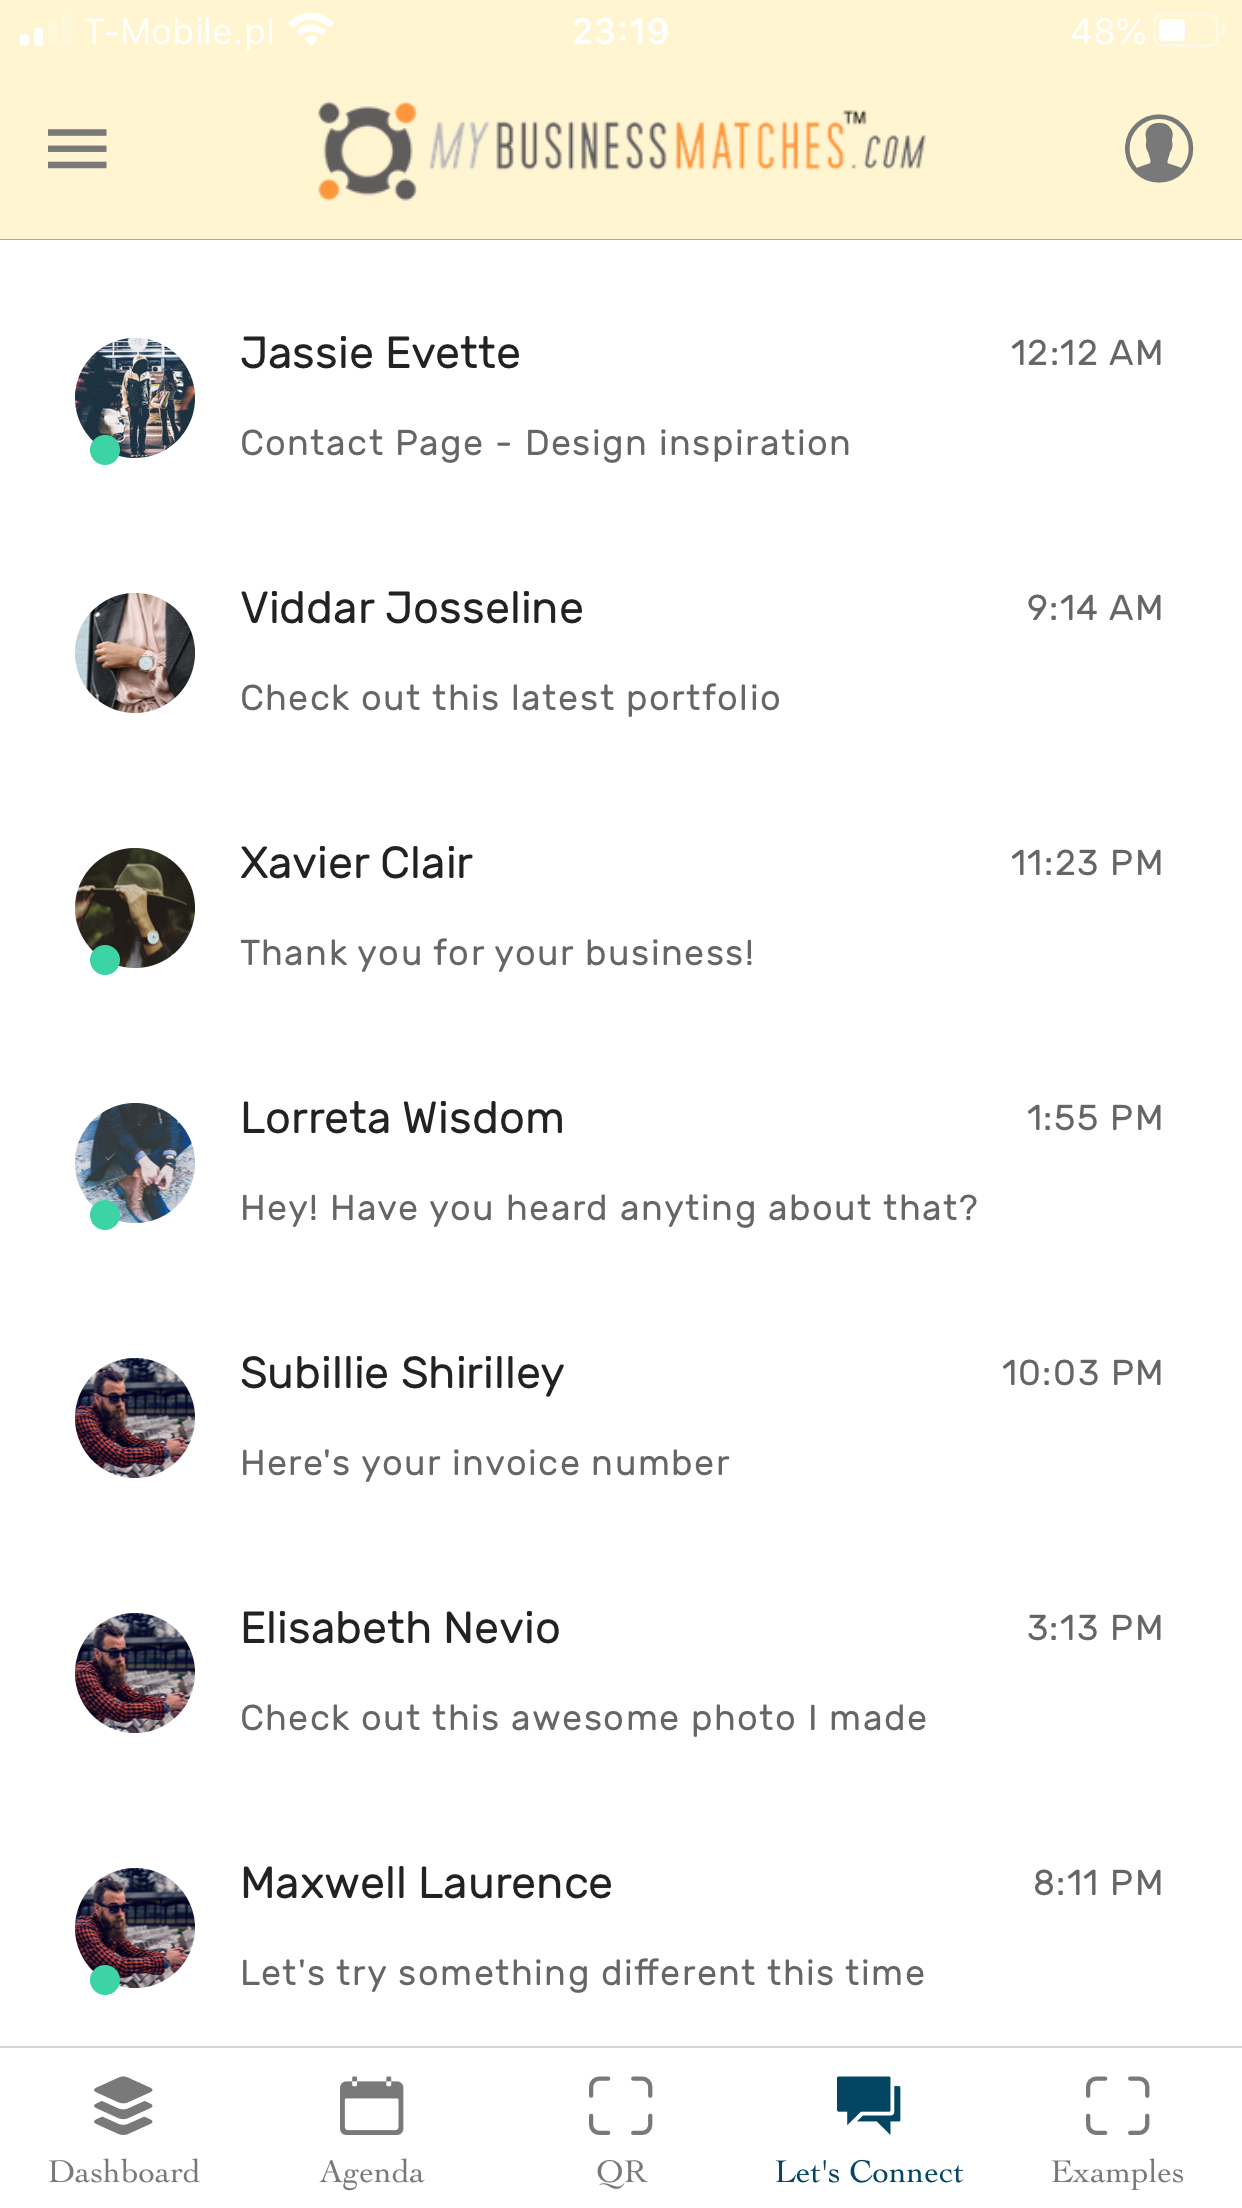 T-Mobile.pl 23:19 48%
MYBUSINESSMATCHES™.COM
Jassie Evette 12:12 AM
Contact Page - Design inspiration
Viddar Josseline 9:14 AM
Check out this latest portfolio
Xavier Clair 11:23 PM
Thank you for your business!
Lorreta Wisdom 1:55 PM
Hey! Have you heard anyting about that?
Subillie Shirilley 10:03 PM
Here's your invoice number
Elisabeth Nevio 3:13 PM
Check out this awesome photo I made
Maxwell Laurence 8:11 PM
Let's try something different this time
Dashboard Agenda QR Let's Connect Examples